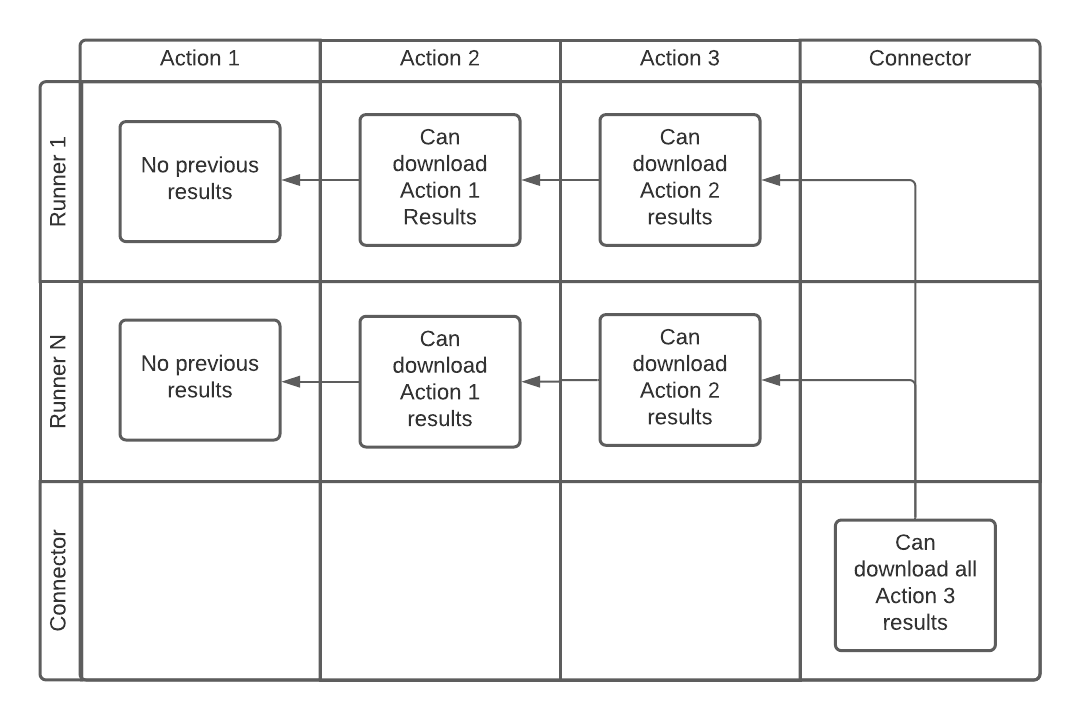 Action 1
Action 2
Action 3
Connector
Runner 1
No previous
results
Can
download
Action 1
Results
Can
download
Action 2
results
Runner N
No previous
results
Can
download
Action 1
results
Can
download
Action 2
results
Connector
Can
download all
Action 3
results